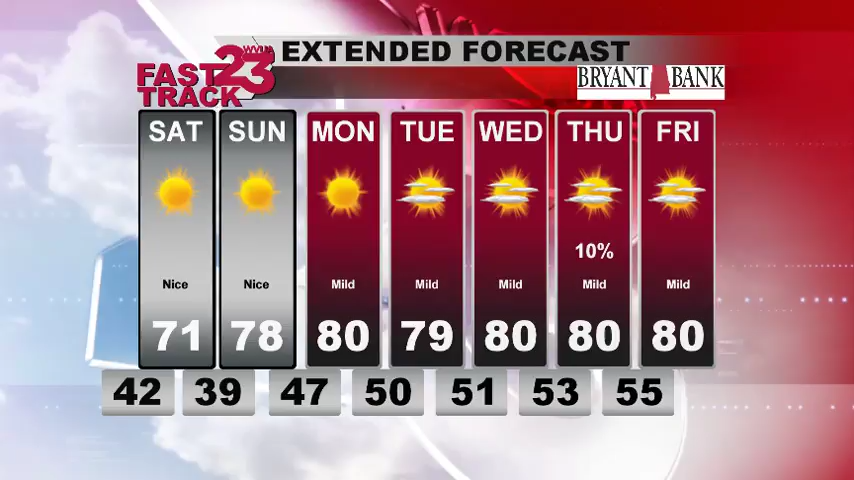 WVUA
23
FAST
TRACK
EXTENDED FORECAST
BRYANT BANK
SAT SUN MON TUE WED THU FRI
10%
Nice Nice Mild Mild Mild Mild Mild
71 78 80 79 80 80 80
42 39 47 50 51 53 55